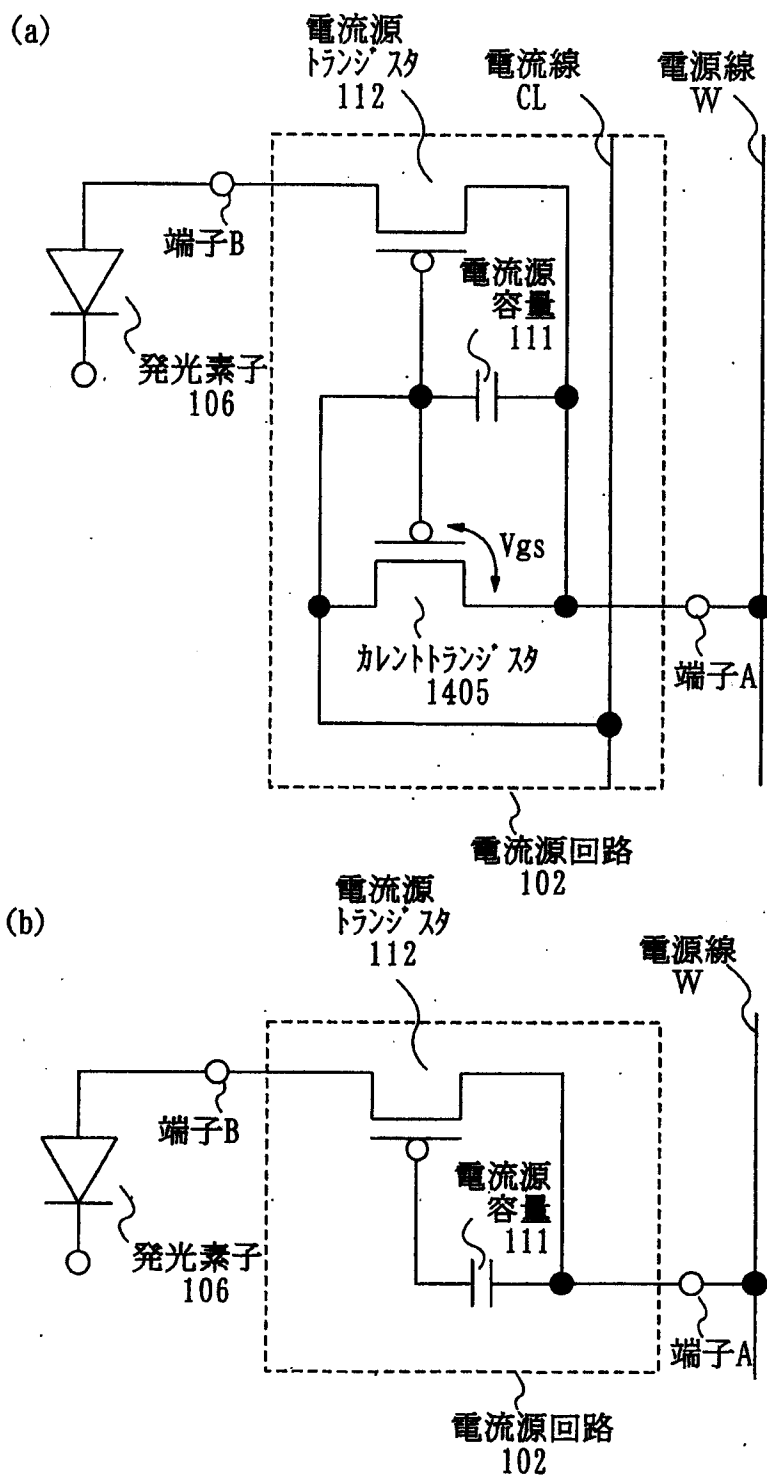 (a)
電流源
トランジスタ
112
電流線
CL
電源線
W
端子B
電流源
容量
111
発光素子
106
Vgs
カレントトランジスタ
1405
端子A
電流源回路
102
(b)
電流源
トランジスタ
112
電源線
W
端子B
電流源
容量
111
発光素子
106
端子A
電流源回路
102